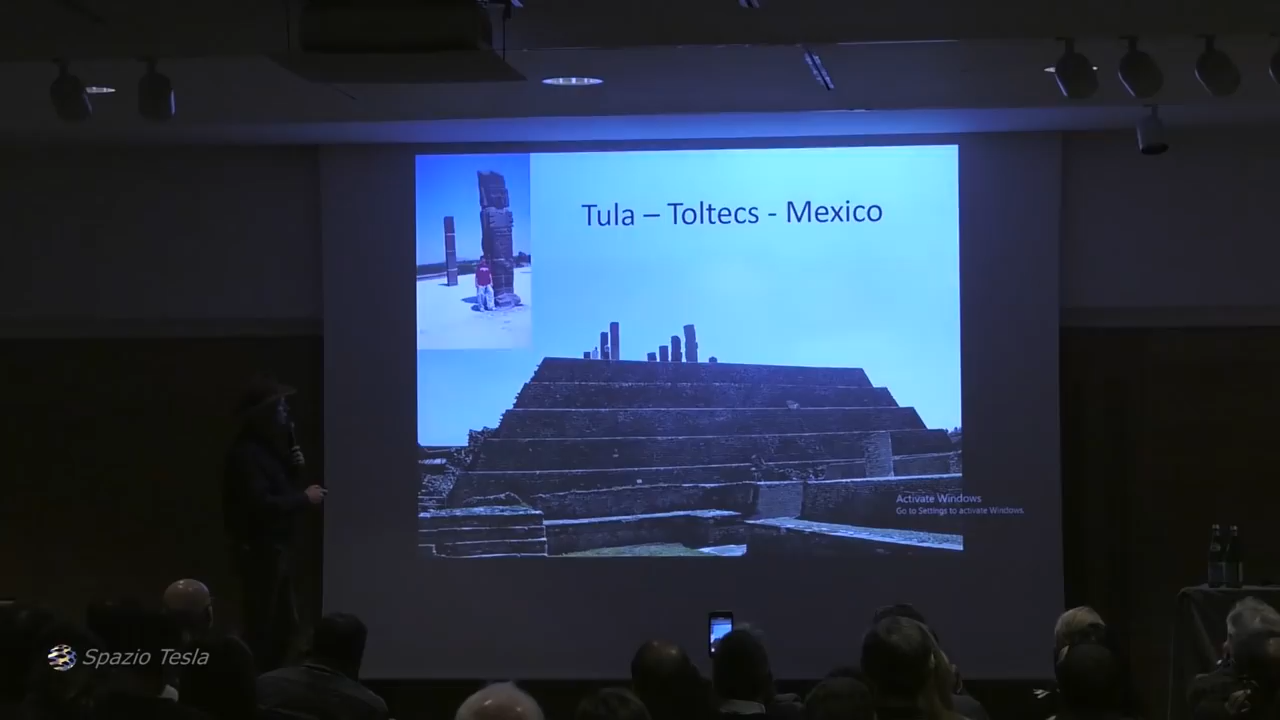 Tula – Toltecs - Mexico
Activate Windows
Go to Settings to activate Windows.
Spazio Tesla